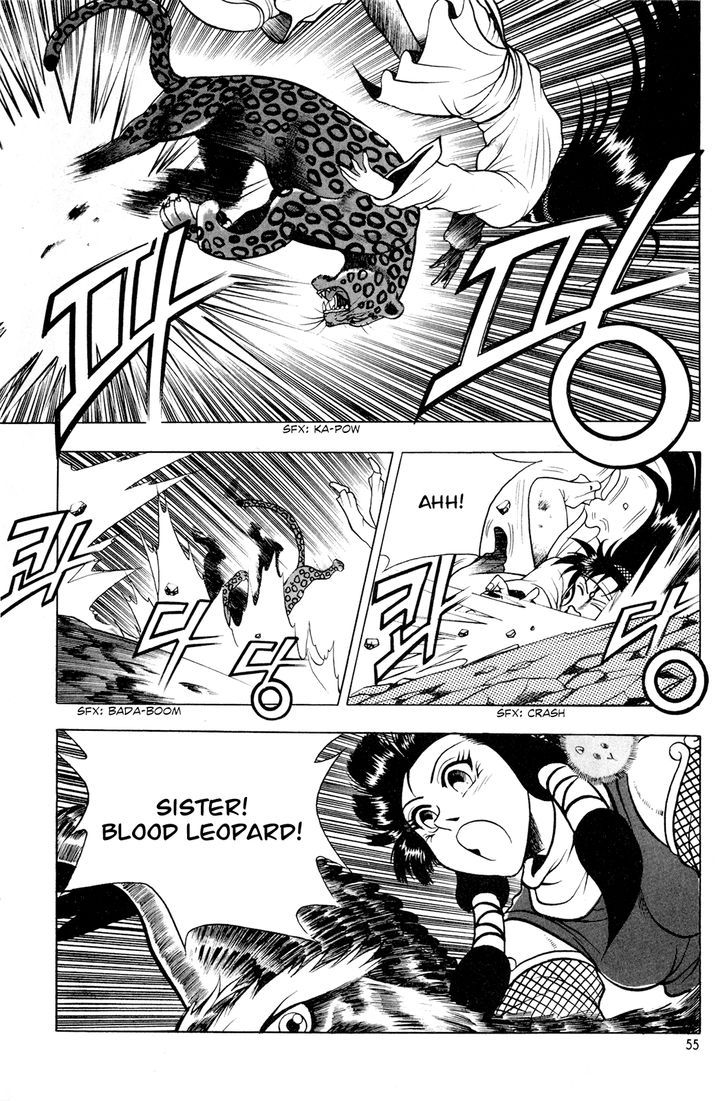 파
팡
SFX: KA-POW
콰
다
당
SFX: BADA-BOOM
AHH!
콰
당
SFX: CRASH
SISTER!
BLOOD LEOPARD!
55